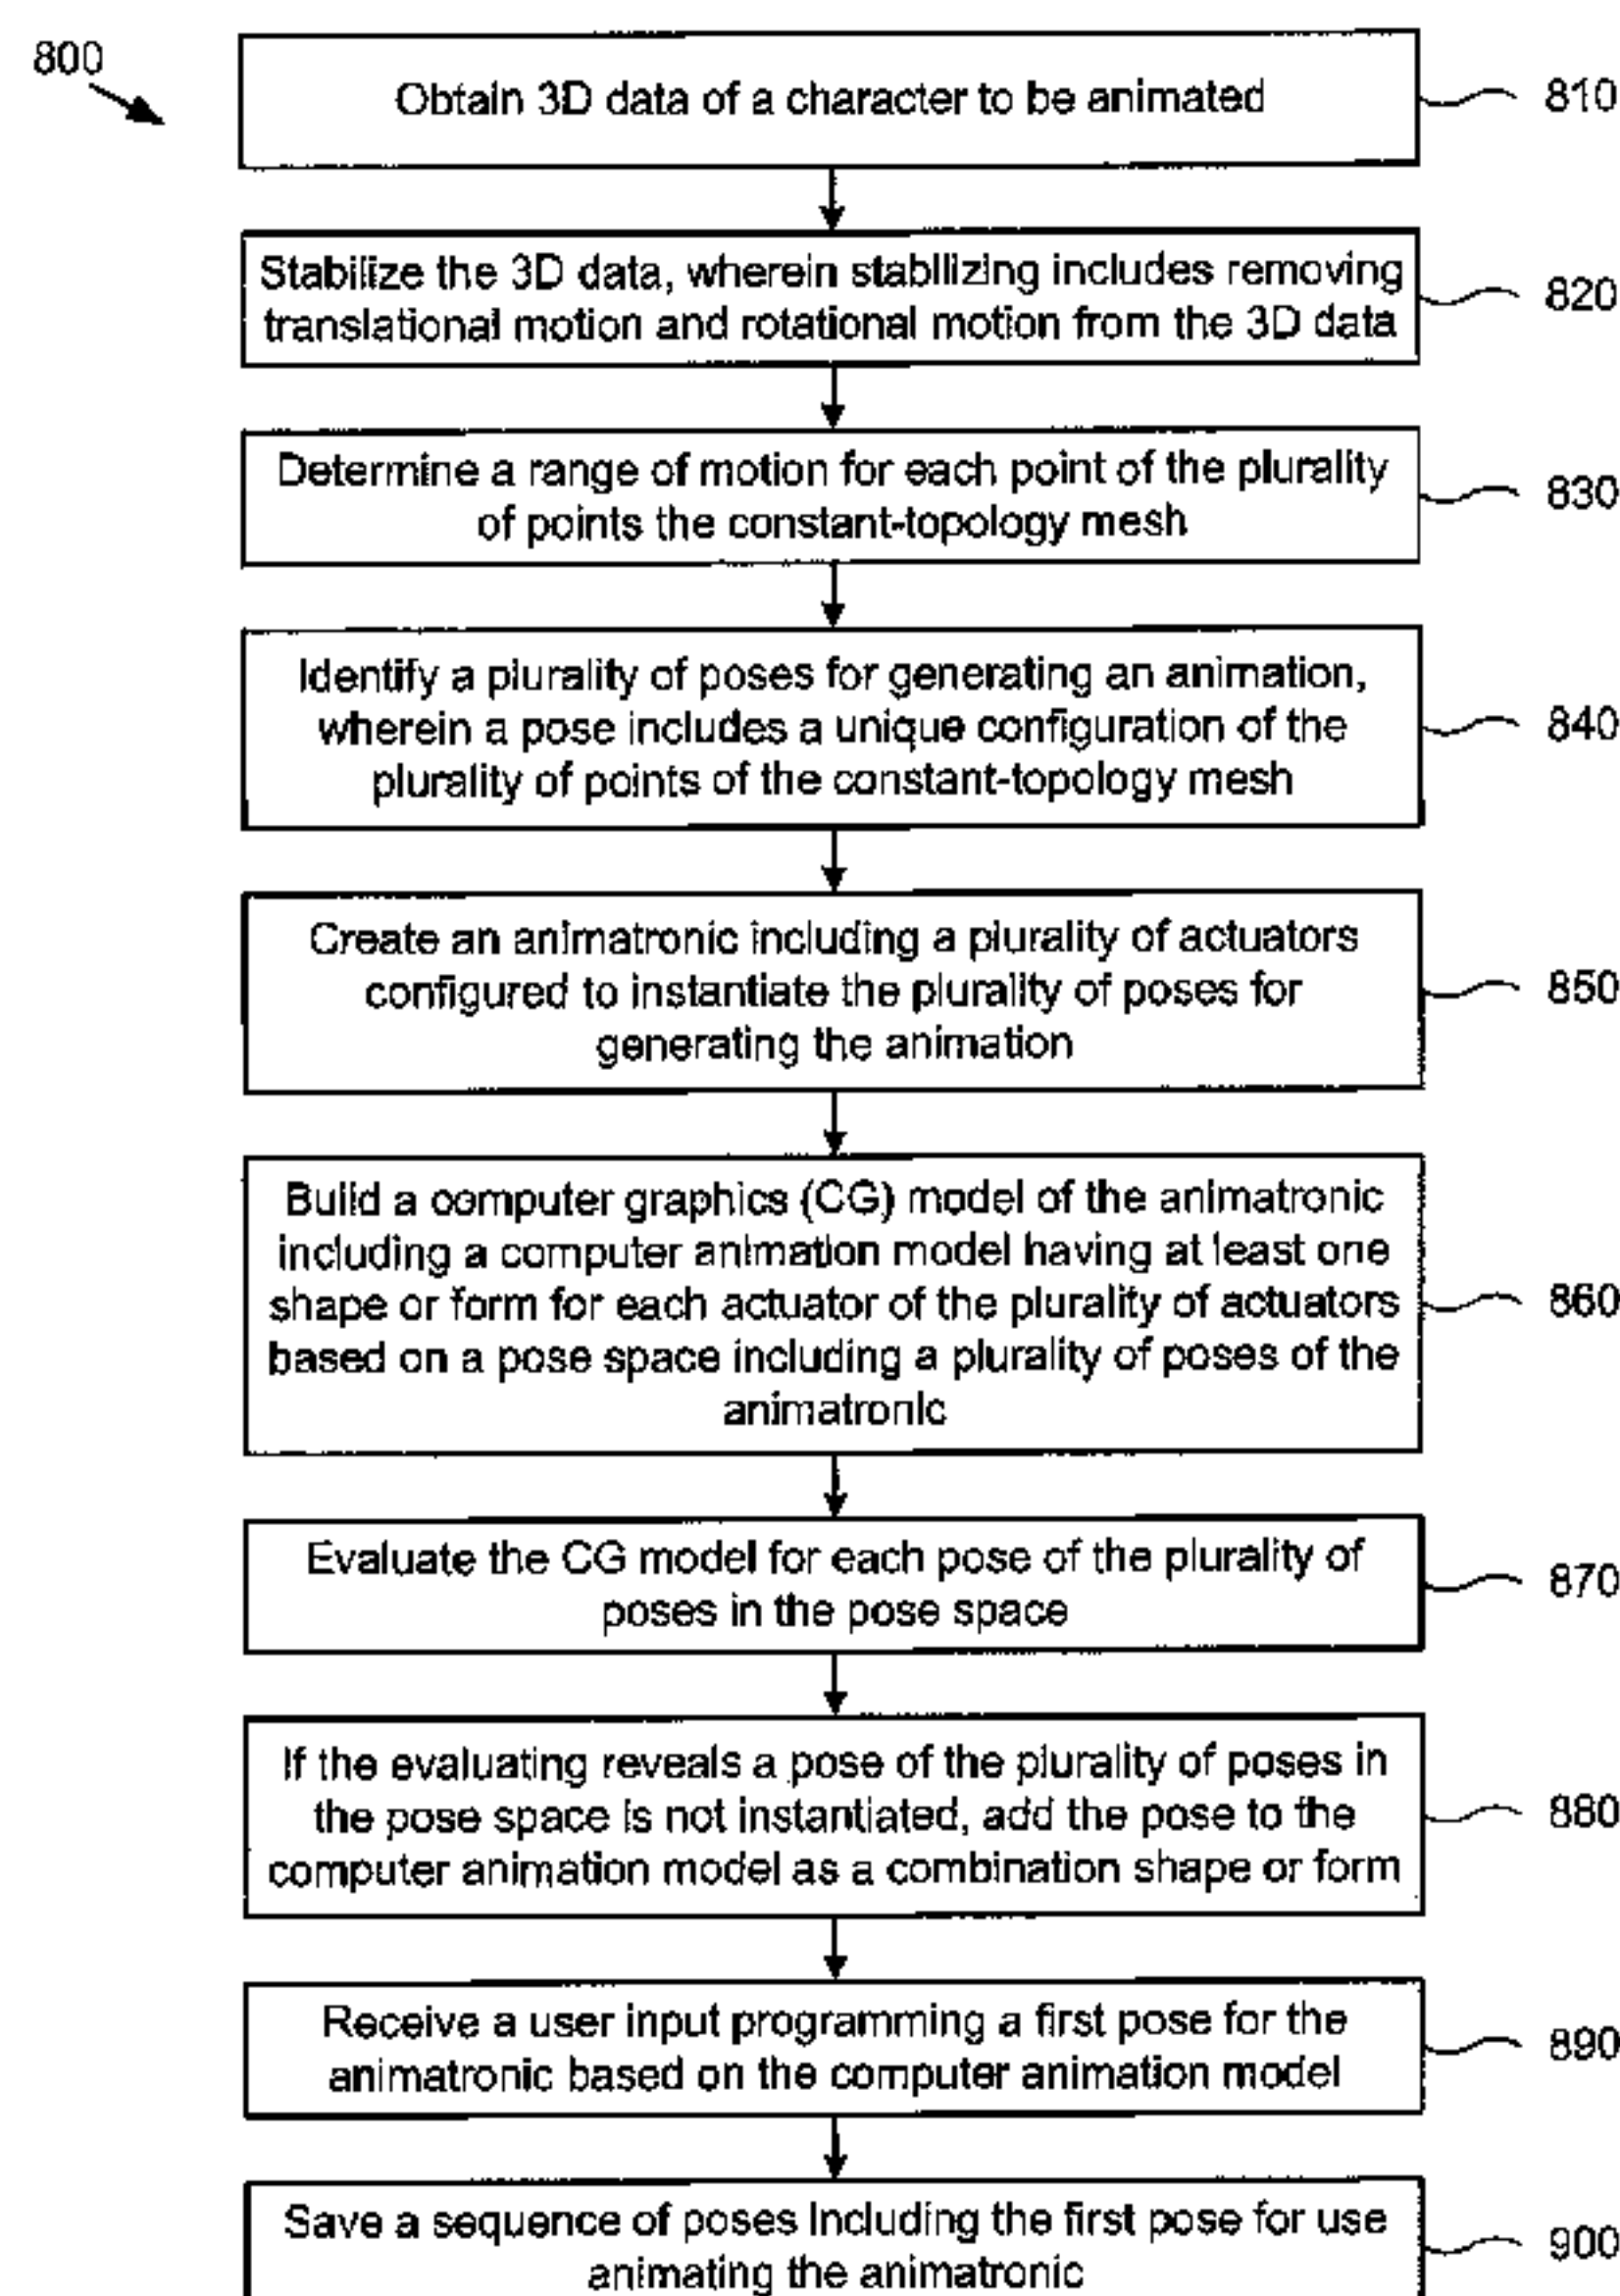 800
Obtain 3D data of a character to be animated
810
Stabilize the 3D data, wherein stabilizing includes removing
translational motion and rotational motion from the 3D data
820
Determine a range of motion for each point of the plurality
of points the constant-topology mesh
830
Identify a plurality of poses for generating an animation,
wherein a pose includes a unique configuration of the
plurality of points of the constant-topology mesh
840
Create an animatronic including a plurality of actuators
configured to instantiate the plurality of poses for
generating the animation
850
Build a computer graphics (CG) model of the animatronic
including a computer animation model having at least one
shape or form for each actuator of the plurality of actuators
based on a pose space including a plurality of poses of the
animatronic
860
Evaluate the CG model for each pose of the plurality of
poses in the pose space
870
If the evaluating reveals a pose of the plurality of poses in
the pose space is not instantiated, add the pose to the
computer animation model as a combination shape or form
880
Receive a user input programming a first pose for the
animatronic based on the computer animation model
890
Save a sequence of poses including the first pose for use
animating the animatronic
900